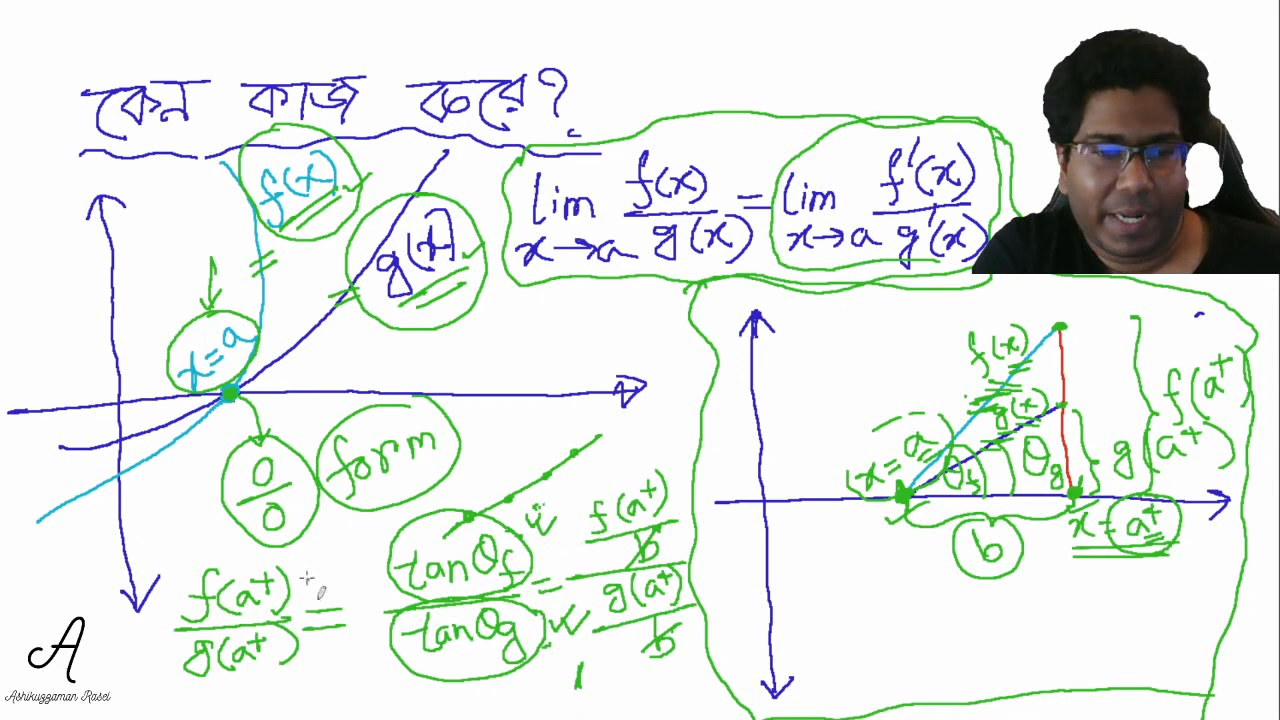 কেন কাজ করে?
f(x)
g(x)
lim x→a f(x)/g(x) = lim x→a f'(x)/g'(x)
x=a
0/0 form
f(a+)/g(a+) = tanθf/tanθg = (f(a+)/b)/(g(a+)/b)
f(x)
g(x)
(x=a)
θf
θg
g(a+)
f(a+)
b
x=a+
A
Ashikuzzaman Rasel